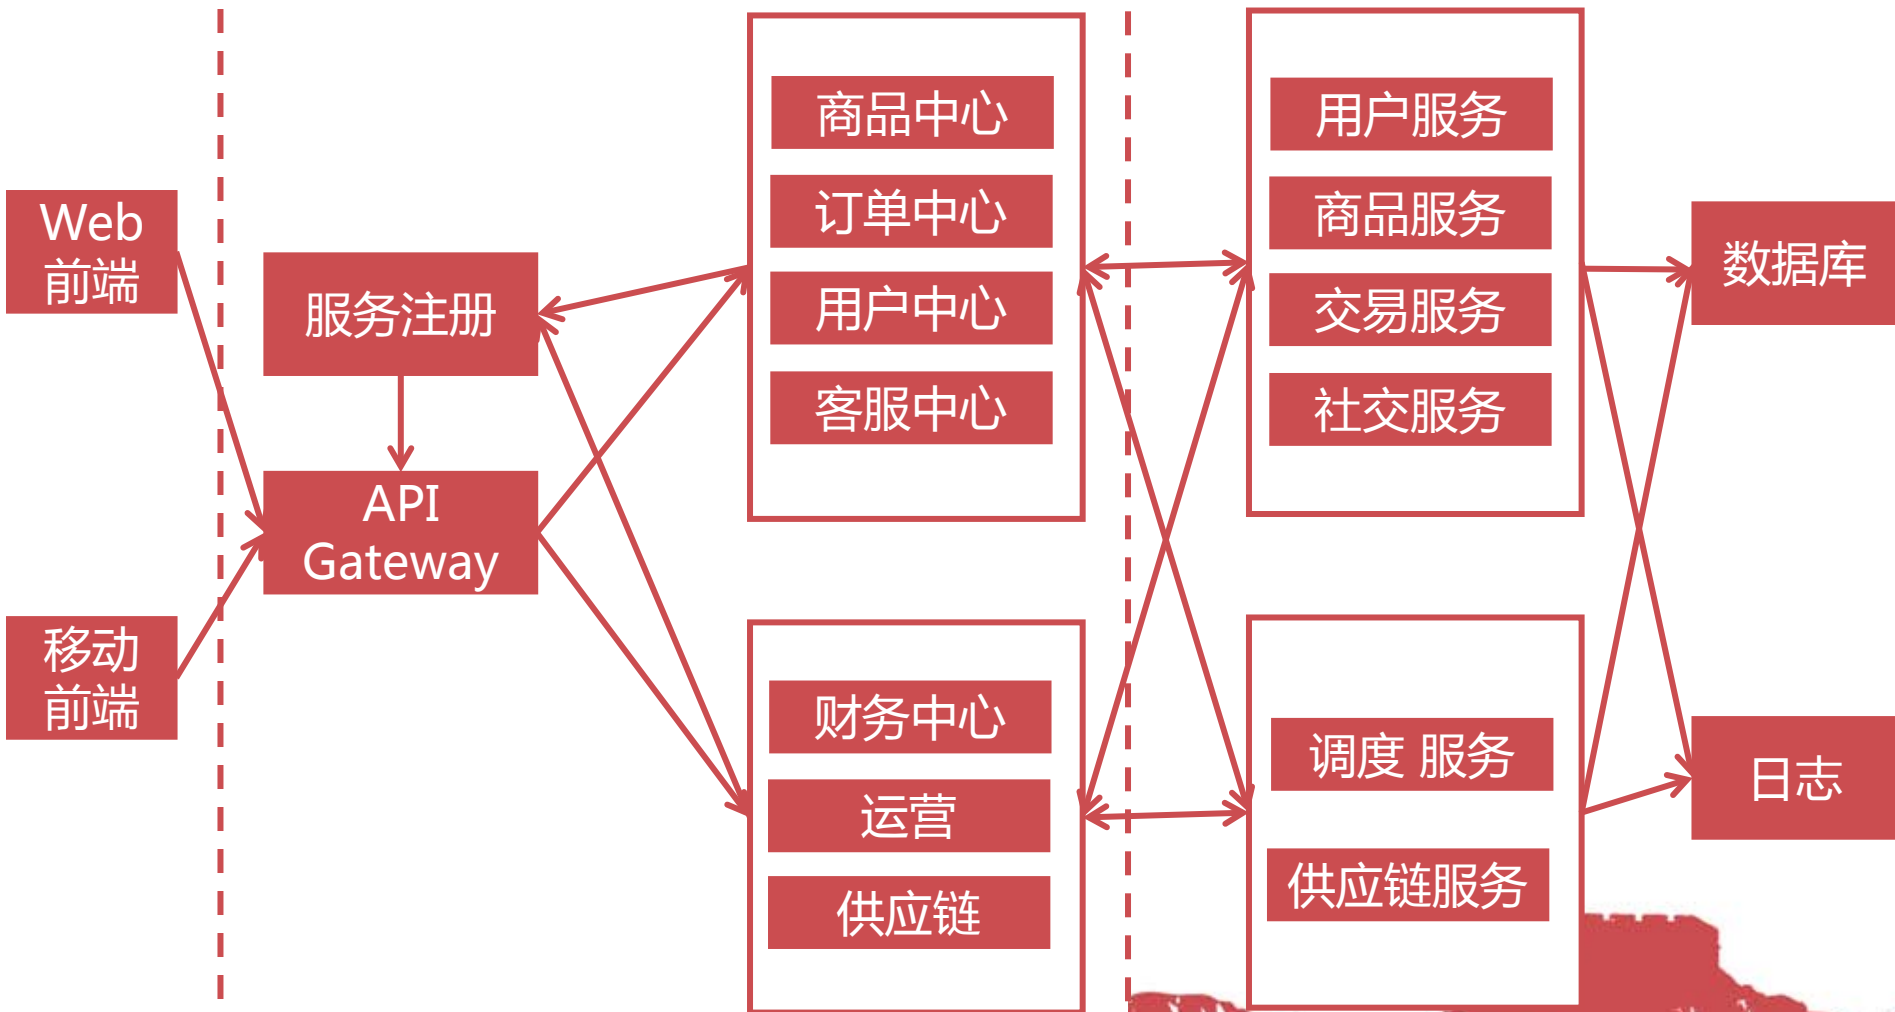 Web
前端
移动
前端
服务注册
API
Gateway
商品中心
订单中心
用户中心
客服中心
财务中心
运营
供应链
用户服务
商品服务
交易服务
社交服务
调度 服务
供应链服务
数据库
日志